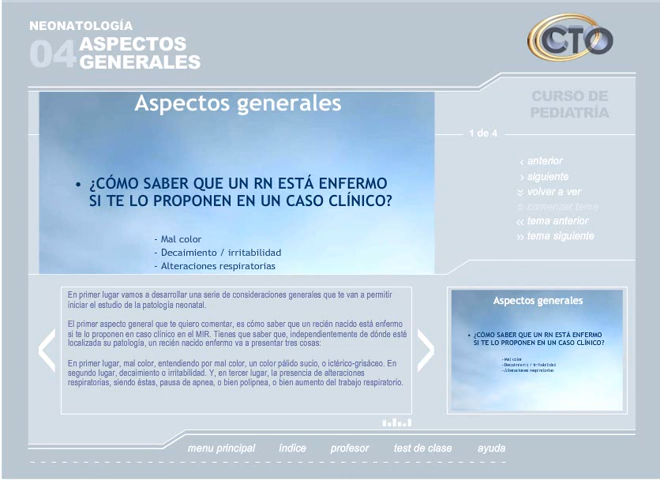 NEONATOLOGÍA
04 ASPECTOS
GENERALES
CTO
Aspectos generales
• ¿CÓMO SABER QUE UN RN ESTÁ ENFERMO
SI TE LO PROPONEN EN UN CASO CLÍNICO?
- Mal color
- Decaimiento / irritabilidad
- Alteraciones respiratorias
CURSO DE
PEDIATRÍA
1 de 4
‹ anterior
› siguiente
volver a ver
comenzar tema
« tema anterior
» tema siguiente
En primer lugar vamos a desarrollar una serie de consideraciones generales que te van a permitir
iniciar el estudio de la patología neonatal.
El primer aspecto general que te quiero comentar, es cómo saber que un recién nacido está enfermo
si te lo proponen en caso clínico en el MIR. Tienes que saber que, independientemente de dónde esté
localizada su patología, un recién nacido enfermo va a presentar tres cosas:
En primer lugar, mal color, entendiendo por mal color, un color pálido sucio, o ictérico-grisáceo. En
segundo lugar, decaimiento o irritabilidad. Y, en tercer lugar, la presencia de alteraciones
respiratorias, siendo éstas, pausa de apnea, o bien polipnea, o bien aumento del trabajo respiratorio.
Aspectos generales
• ¿CÓMO SABER QUE UN RN ESTÁ ENFERMO
SI TE LO PROPONEN EN UN CASO CLÍNICO?
- Mal color
- Decaimiento / irritabilidad
- Alteraciones respiratorias
menu principal índice profesor test de clase ayuda